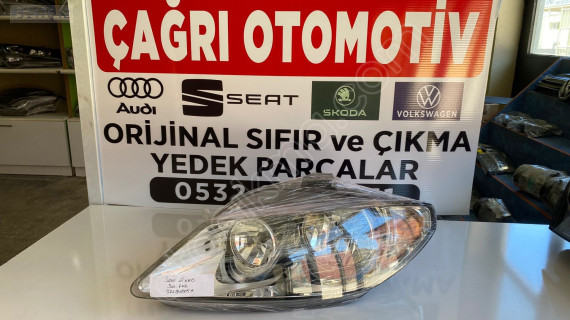 ÇAĞRI OTOMOTİV
Audi
SEAT
ŠKODA
VOLKSWAGEN
ORİJİNAL SIFIR ve ÇIKMA
YEDEK PARÇALAR
0532